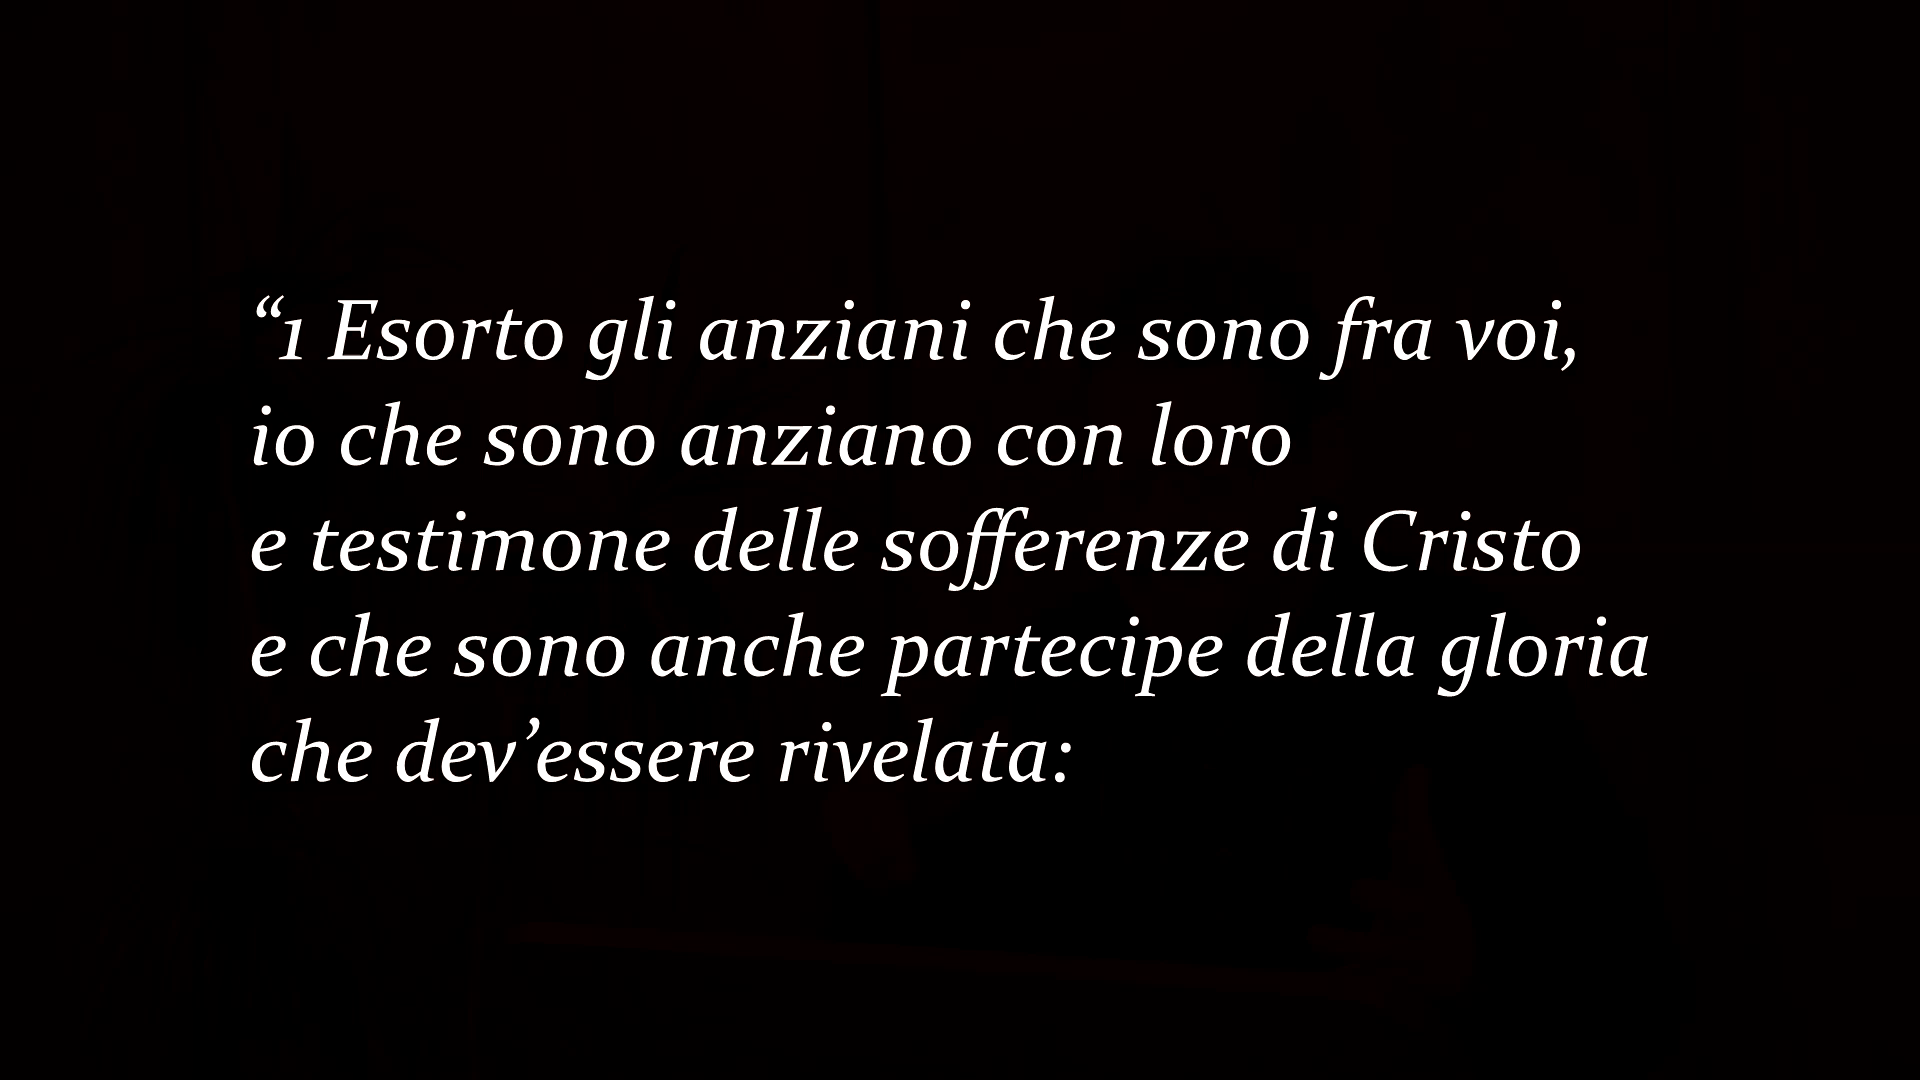 “1 Esorto gli anziani che sono fra voi,
io che sono anziano con loro
e testimone delle sofferenze di Cristo
e che sono anche partecipe della gloria
che dev’essere rivelata: